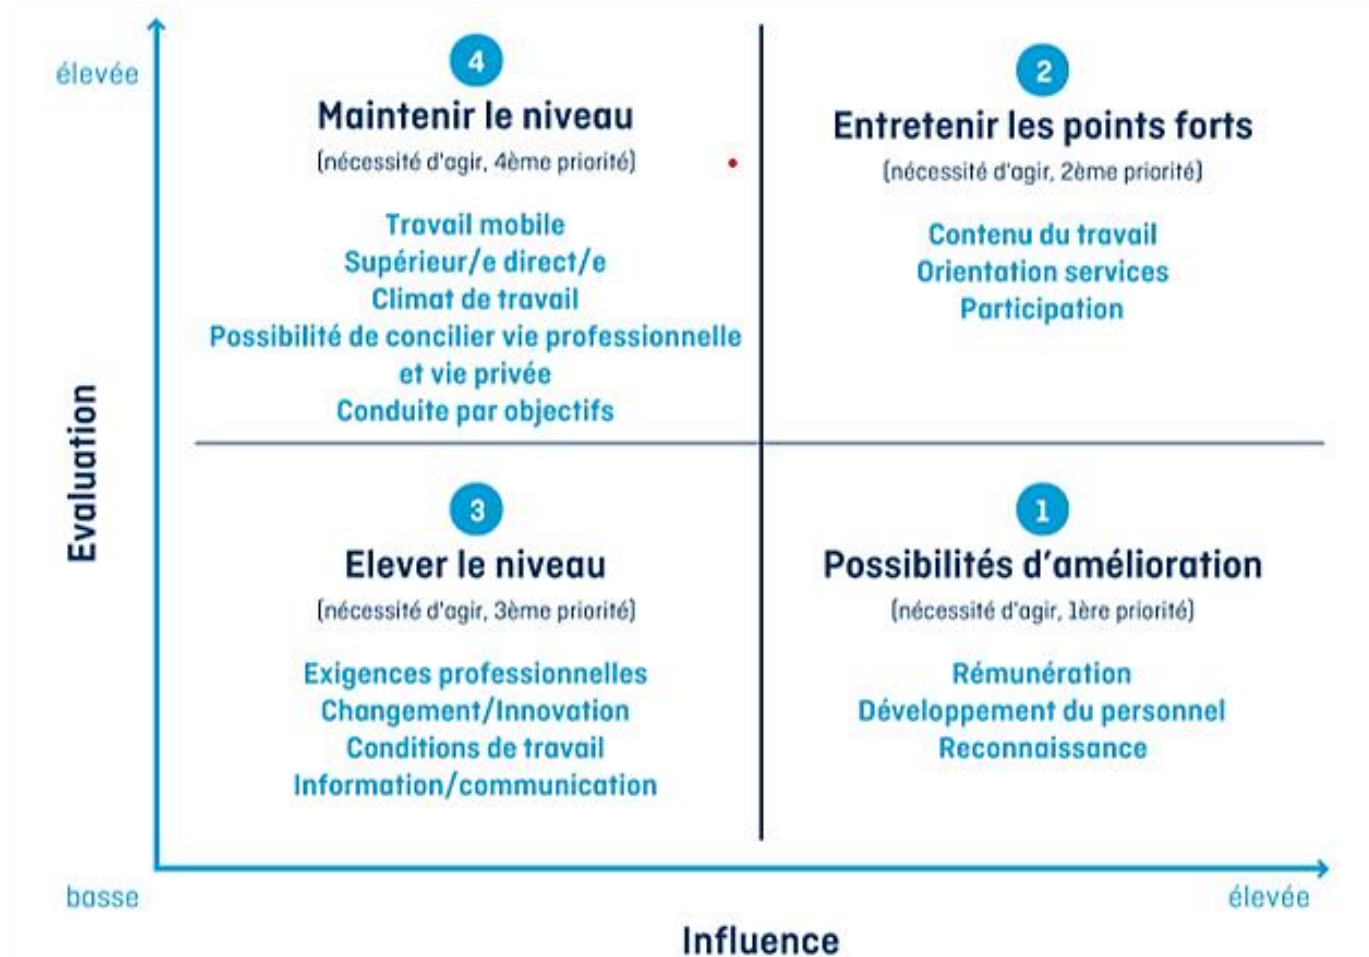 élevée
4
Maintenir le niveau
(nécessité d'agir, 4ème priorité)
Travail mobile
Supérieur/e direct/e
Climat de travail
Possibilité de concilier vie professionnelle
et vie privée
Conduite par objectifs
2
Entretenir les points forts
(nécessité d'agir, 2ème priorité)
Contenu du travail
Orientation services
Participation
Evaluation
3
Elever le niveau
(nécessité d'agir, 3ème priorité)
Exigences professionnelles
Changement/Innovation
Conditions de travail
Information/communication
1
Possibilités d'amélioration
(nécessité d'agir, 1ère priorité)
Rémunération
Développement du personnel
Reconnaissance
basse
élevée
Influence